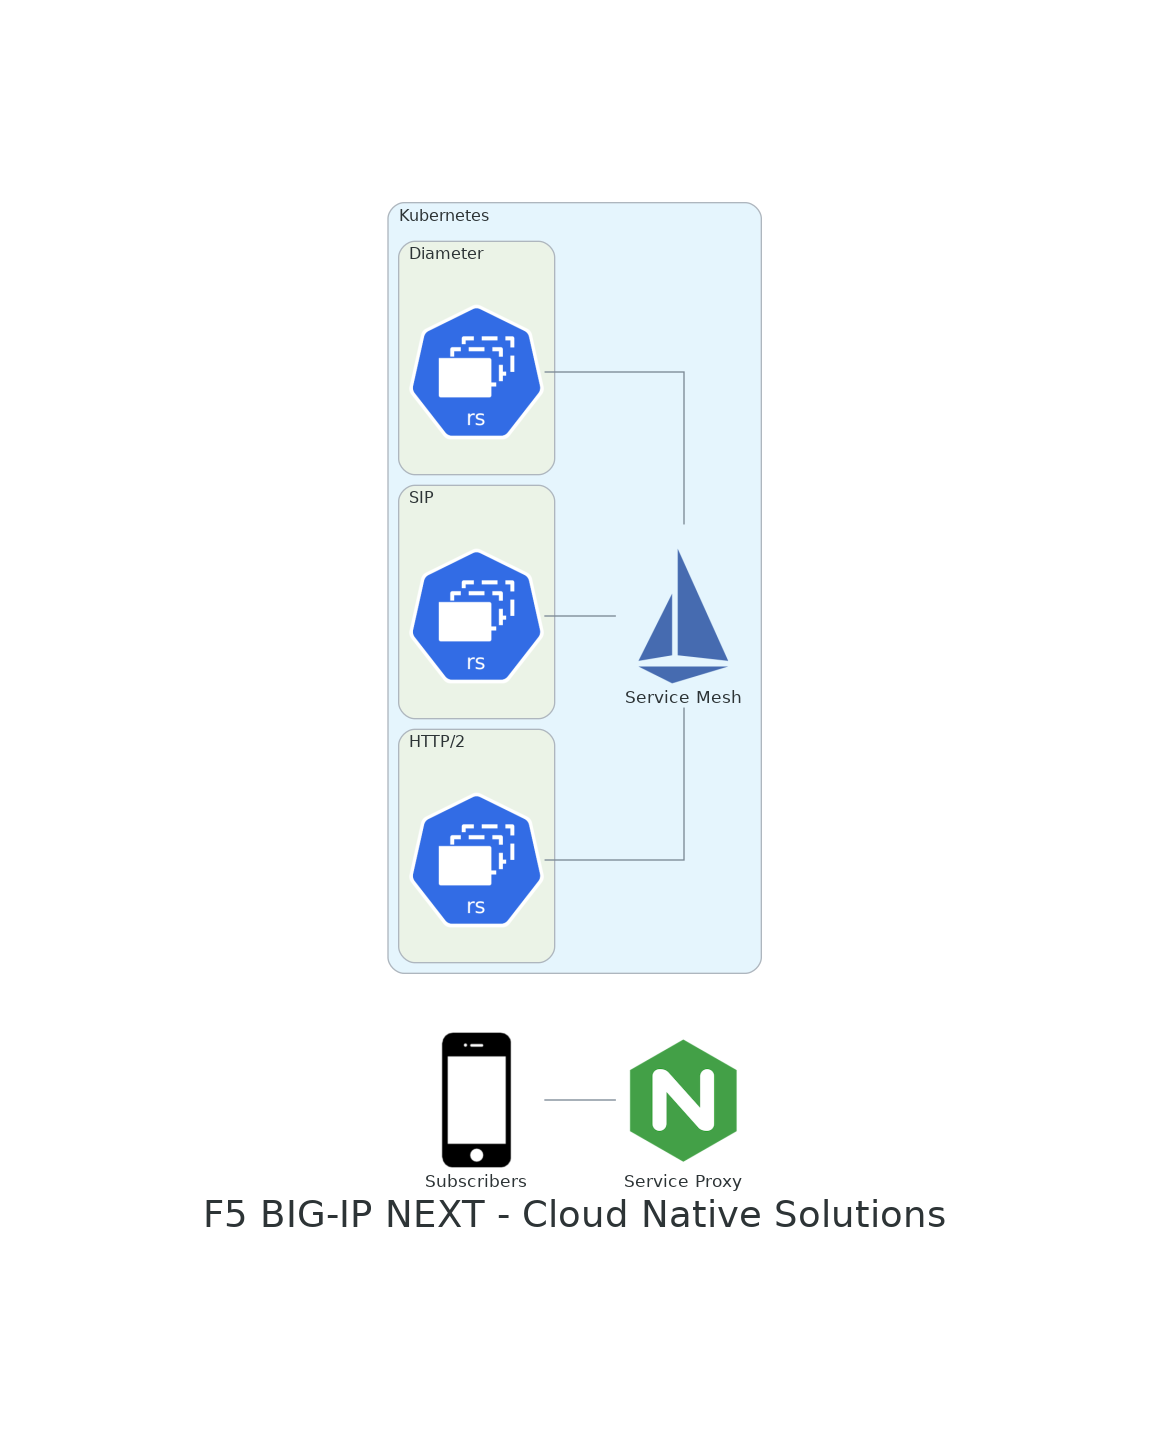 Kubernetes
Diameter
rs
SIP
rs
Service Mesh
HTTP/2
rs
N
Subscribers
Service Proxy
F5 BIG-IP NEXT - Cloud Native Solutions